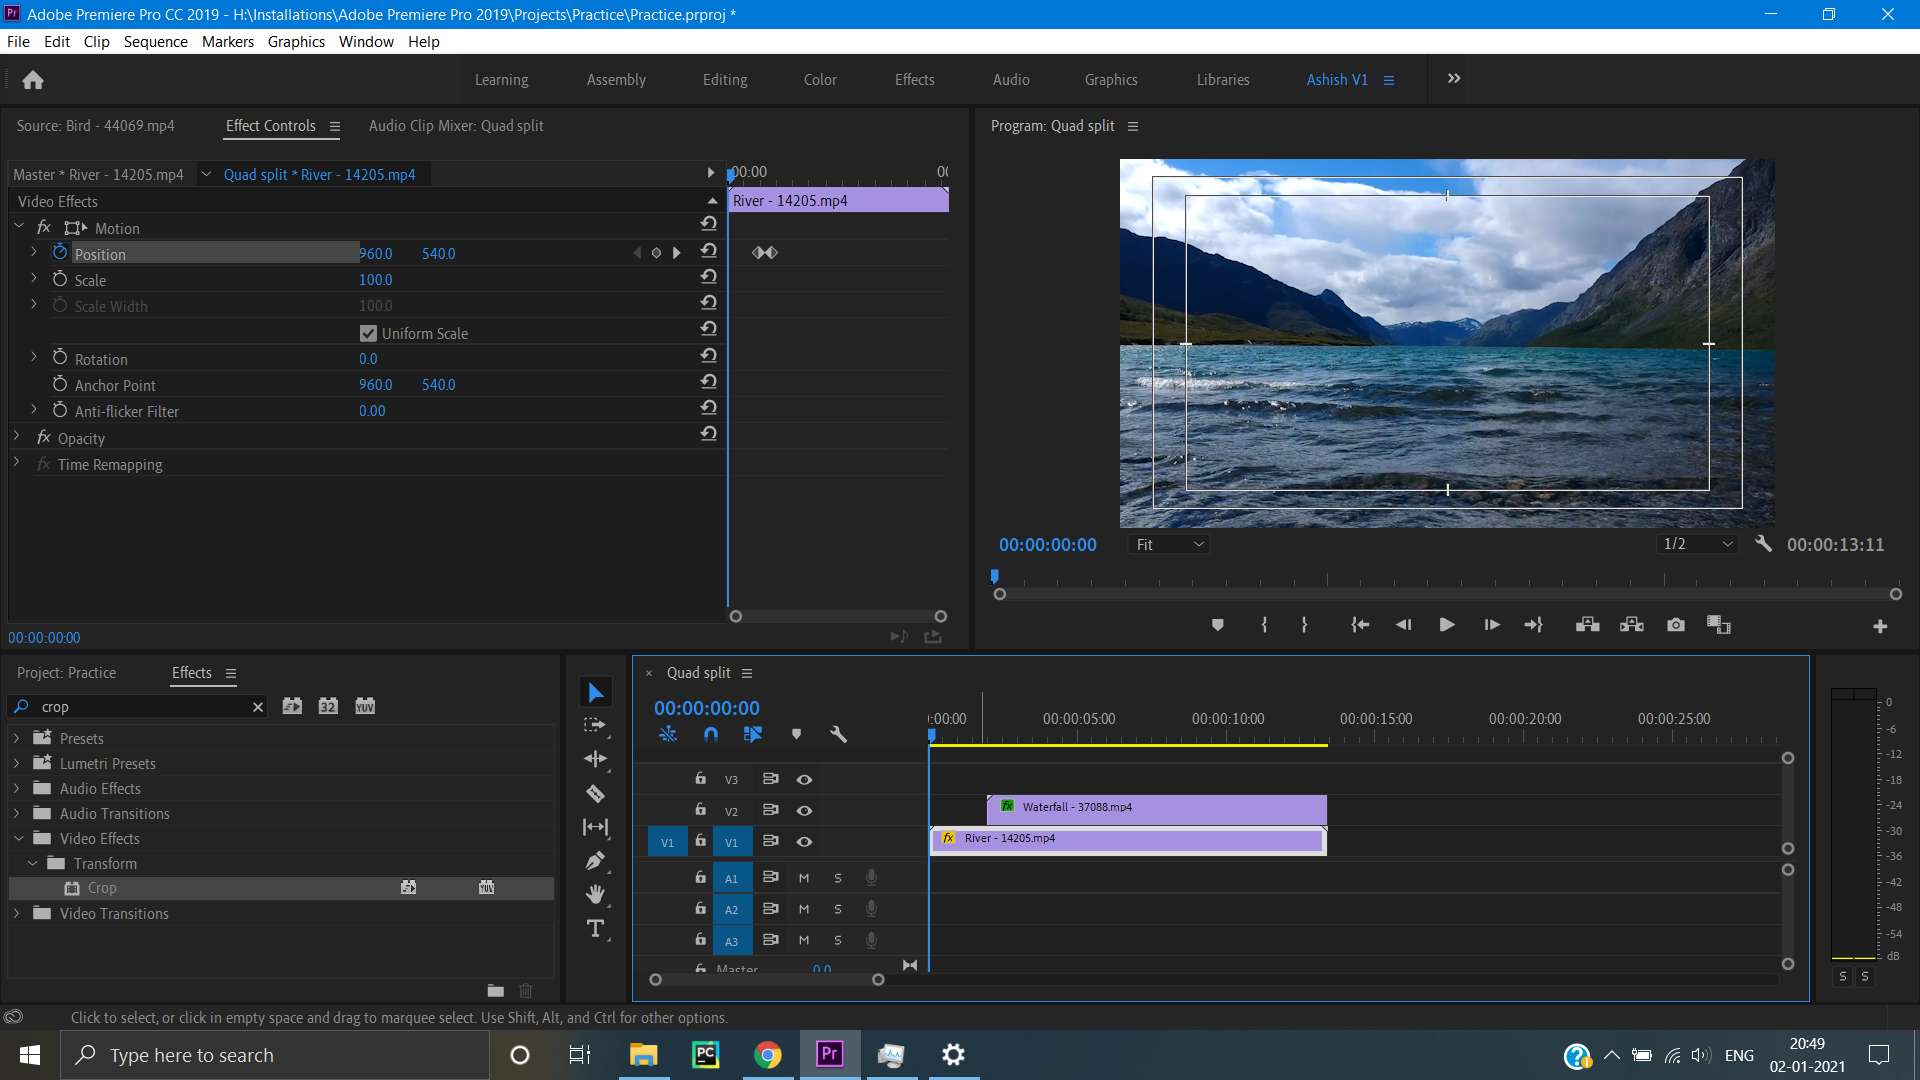 Adobe Premiere Pro CC 2019 - H:\Installations\Adobe Premiere Pro 2019\Projects\Practice\Practice.prproj *
File Edit Clip Sequence Markers Graphics Window Help
Learning Assembly Editing Color Effects Audio Graphics Libraries Ashish V1
Source: Bird - 44069.mp4 Effect Controls Audio Clip Mixer: Quad split
Program: Quad split
Master * River - 14205.mp4 Quad split * River - 14205.mp4
:00:00
Video Effects
River - 14205.mp4
fx Motion
Position 960.0 540.0
Scale 100.0
Scale Width 100.0
Uniform Scale
Rotation 0.0
Anchor Point 960.0 540.0
Anti-flicker Filter 0.00
fx Opacity
fx Time Remapping
00:00:00:00
00:00:00:00 Fit 1/2 00:00:13:11
Project: Practice Effects
crop 32 YUV
Presets
Lumetri Presets
Audio Effects
Audio Transitions
Video Effects
Transform
Crop
Video Transitions
Quad split
00:00:00:00
:00:00 00:00:05:00 00:00:10:00 00:00:15:00 00:00:20:00 00:00:25:00
V3
V2 fx Waterfall - 37088.mp4
V1 V1 fx River - 14205.mp4
A1 M S
A2 M S
A3 M S
Master 0.0
0
-6
-12
-18
-24
-30
-36
-42
-48
-54
dB
S S
Click to select, or click in empty space and drag to marquee select. Use Shift, Alt, and Ctrl for other options.
Type here to search
PC
Pr
ENG
20:49
02-01-2021